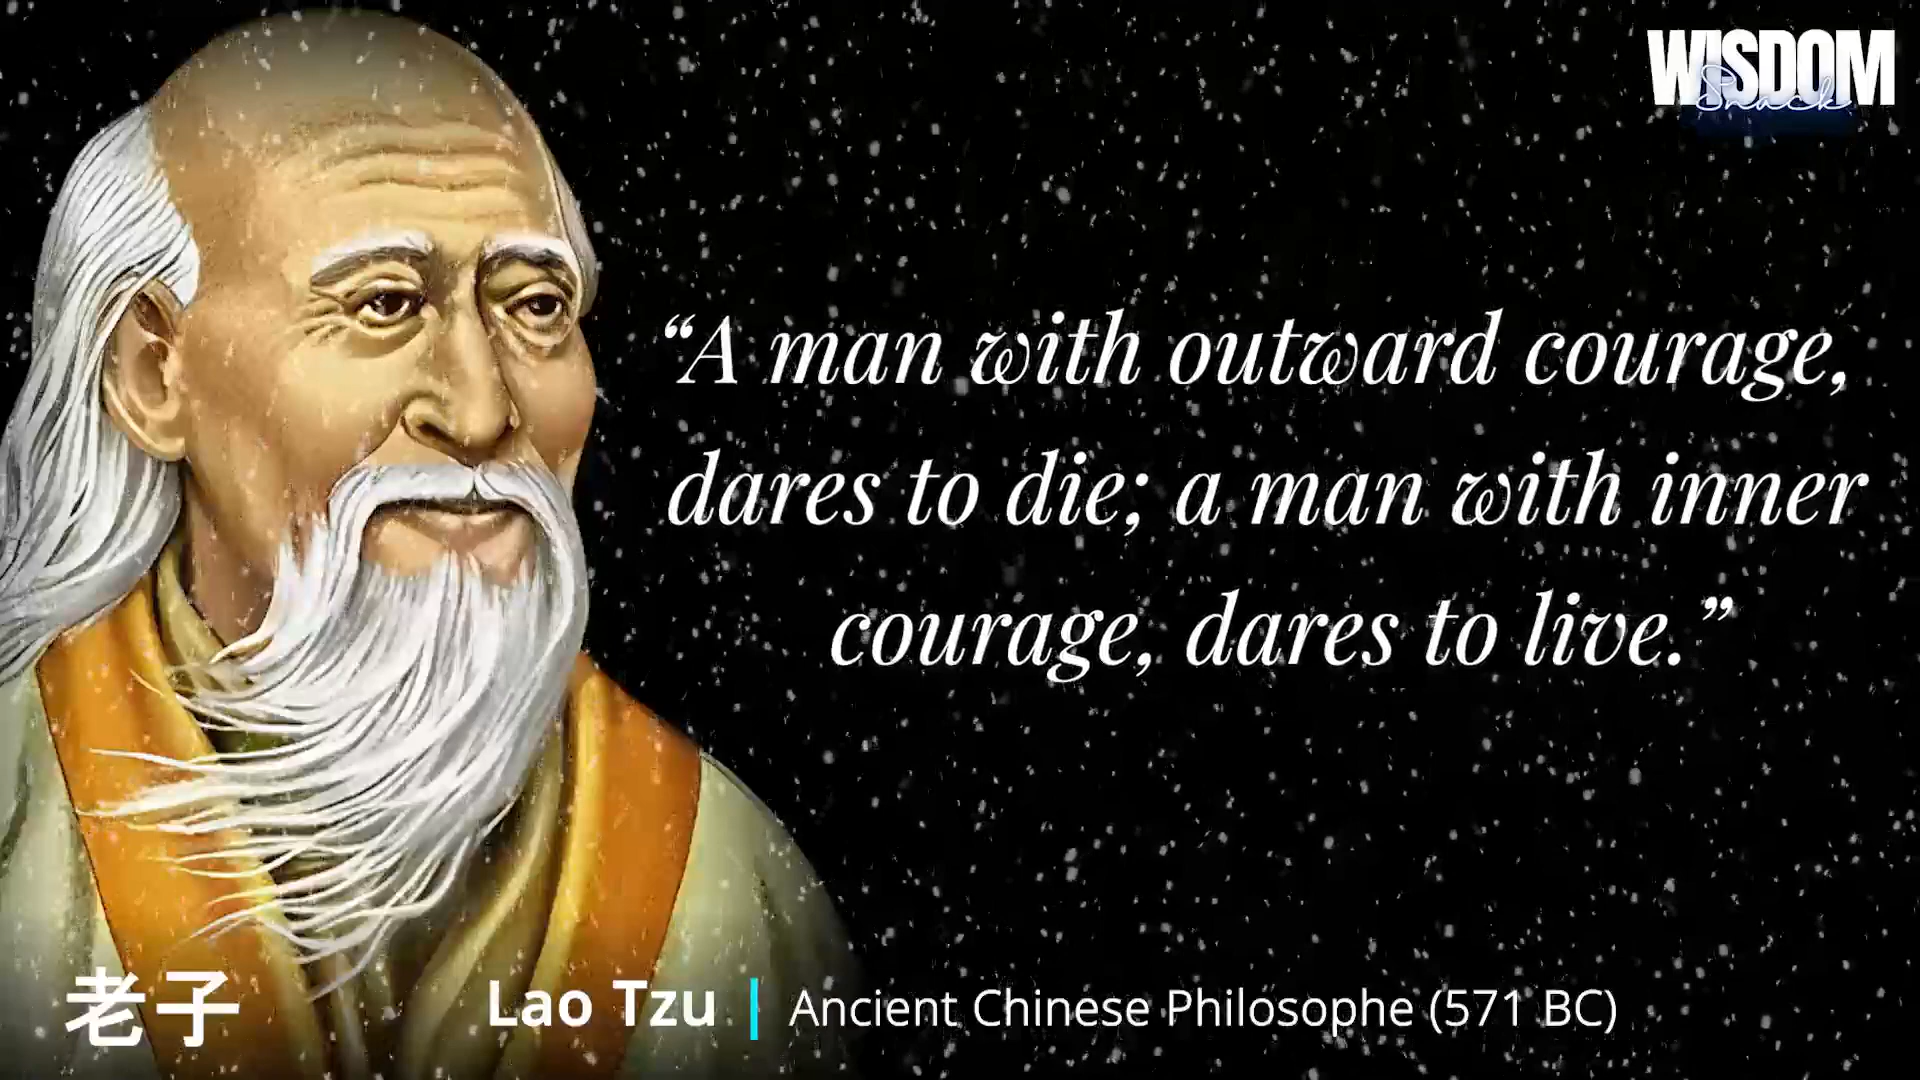 WISDOM
Snack
“A man with outward courage,
dares to die; a man with inner
courage, dares to live.”
老子
Lao Tzu | Ancient Chinese Philosophe (571 BC)